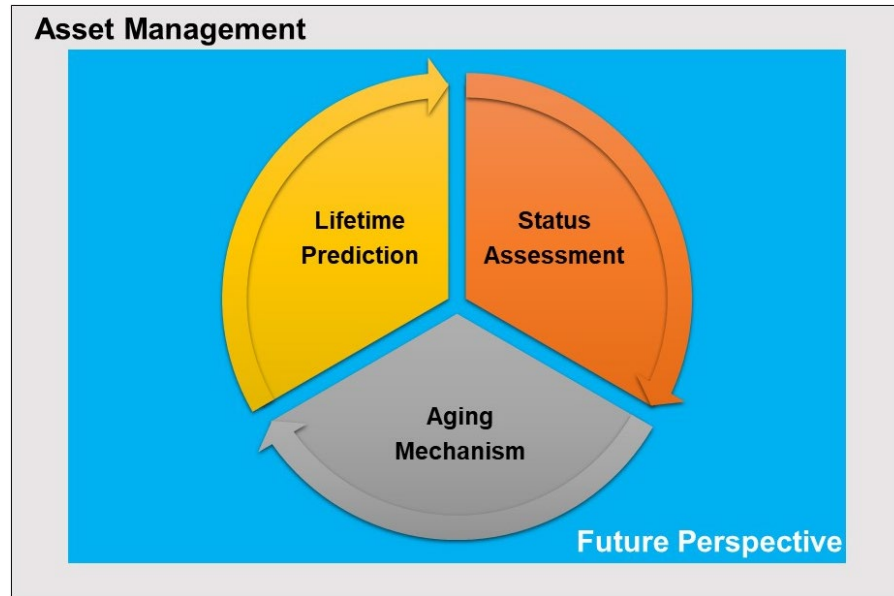 Asset Management
Lifetime
Prediction
Status
Assessment
Aging
Mechanism
Future Perspective